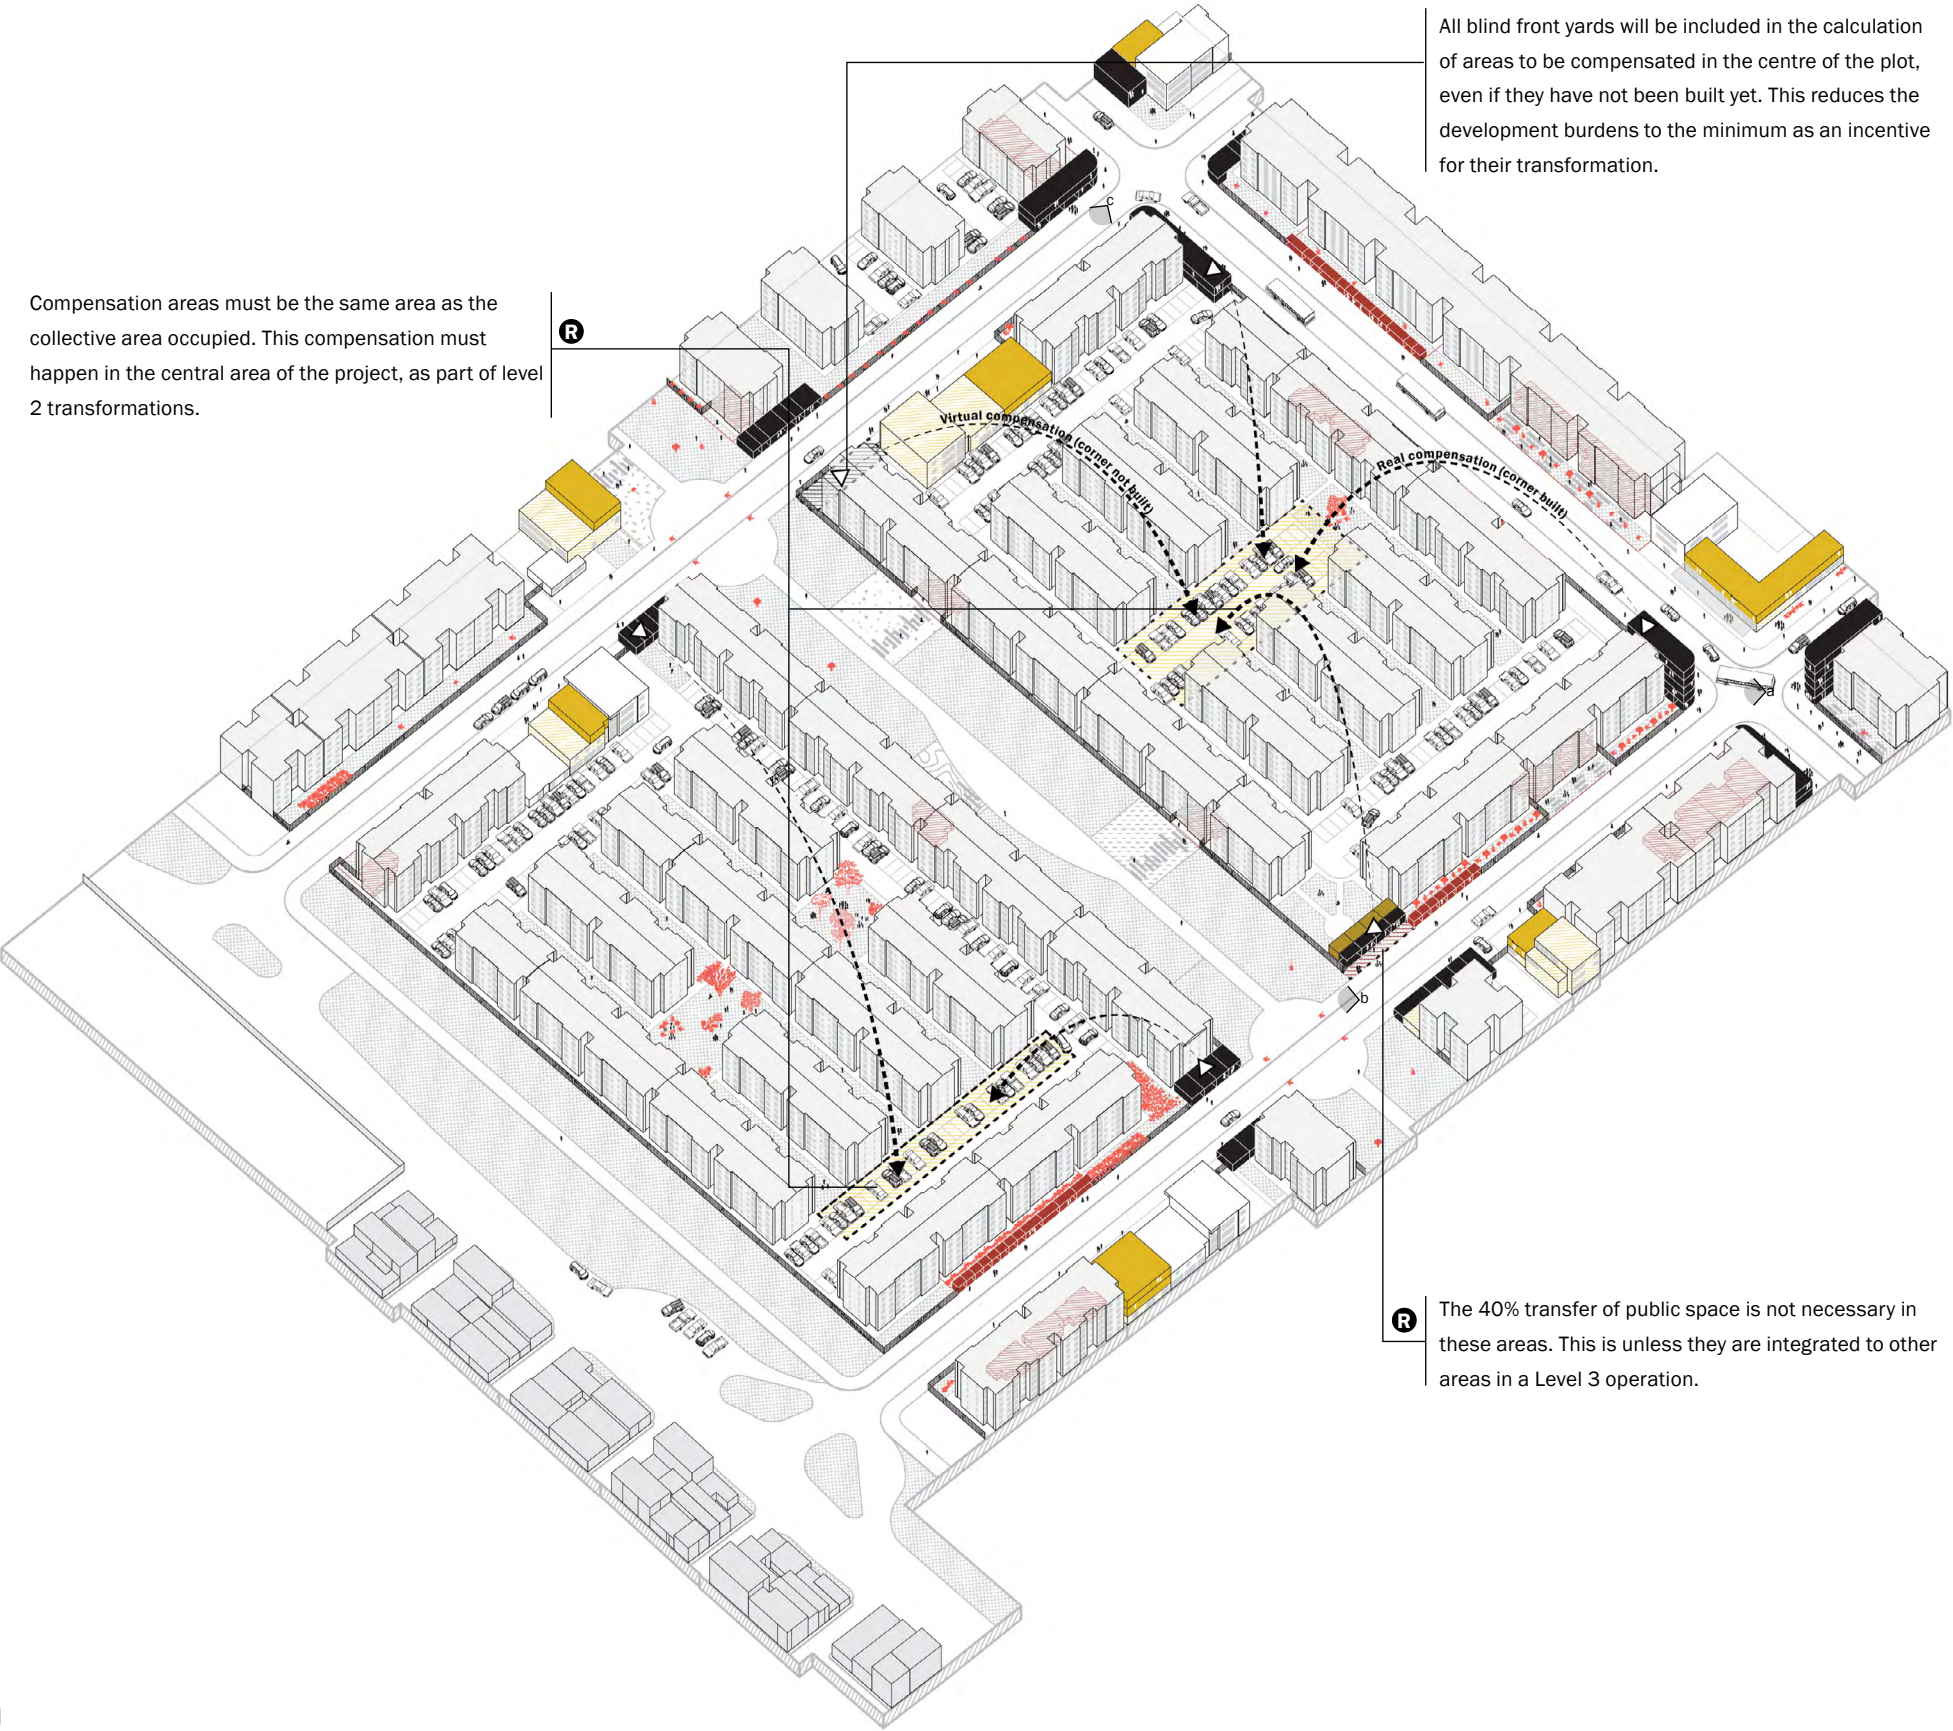 All blind front yards will be included in the calculation
of areas to be compensated in the centre of the plot,
even if they have not been built yet. This reduces the
development burdens to the minimum as an incentive
for their transformation.
Compensation areas must be the same area as the
collective area occupied. This compensation must
happen in the central area of the project, as part of level
2 transformations.
R
c
Virtual compensation (corner not built)
Real compensation (corner built)
a
b
R
The 40% transfer of public space is not necessary in
these areas. This is unless they are integrated to other
areas in a Level 3 operation.